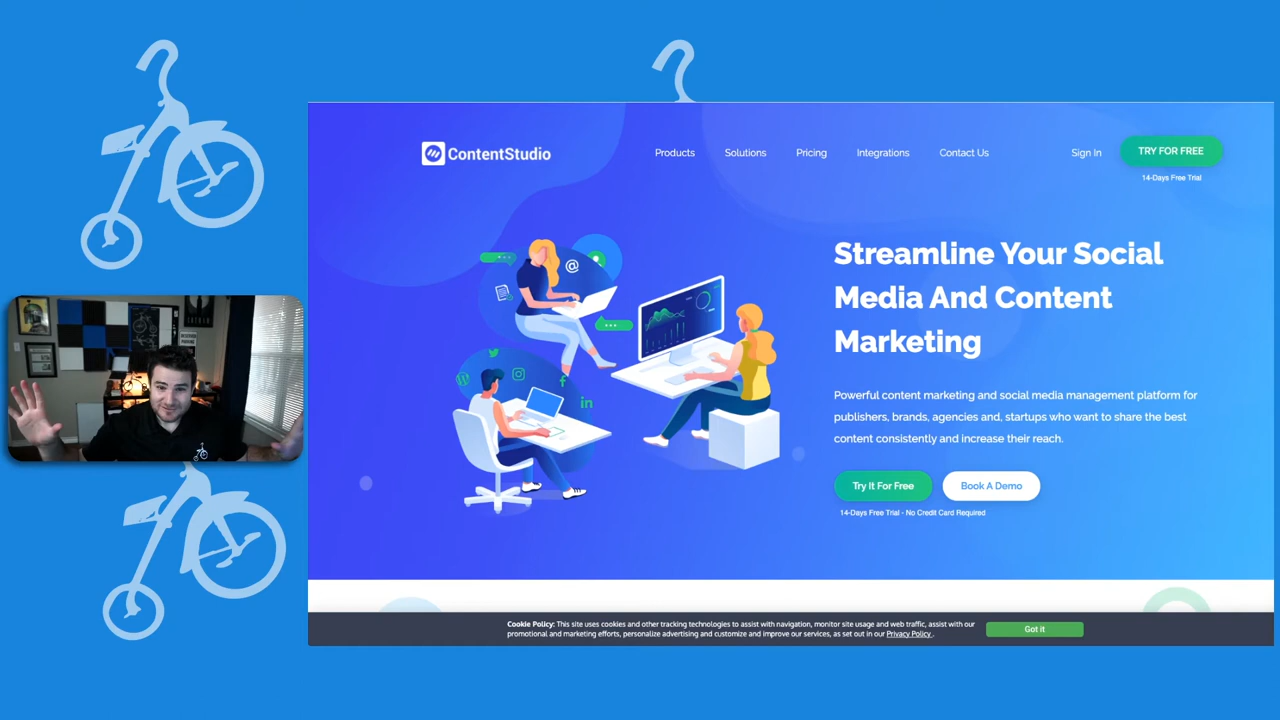 ContentStudio
Products
Solutions
Pricing
Integrations
Contact Us
Sign In
TRY FOR FREE
14-Days Free Trial
Streamline Your Social
Media And Content
Marketing
Powerful content marketing and social media management platform for
publishers, brands, agencies and, startups who want to share the best
content consistently and increase their reach.
Try It For Free
Book A Demo
14-Days Free Trial - No Credit Card Required
Cookie Policy: This site uses cookies and other tracking technologies to assist with navigation, monitor site usage and web traffic, assist with our
promotional and marketing efforts, personalize advertising and customize and improve our services, as set out in our Privacy Policy .
Got it